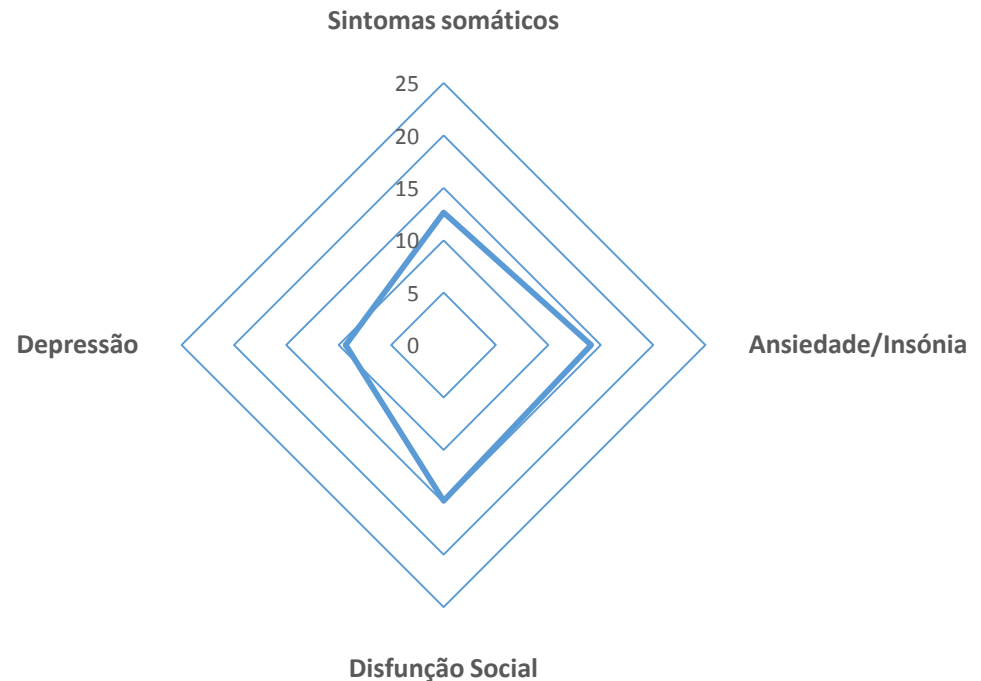 Sintomas somáticos
25
20
15
10
5
0
Depressão
Ansiedade/Insónia
Disfunção Social